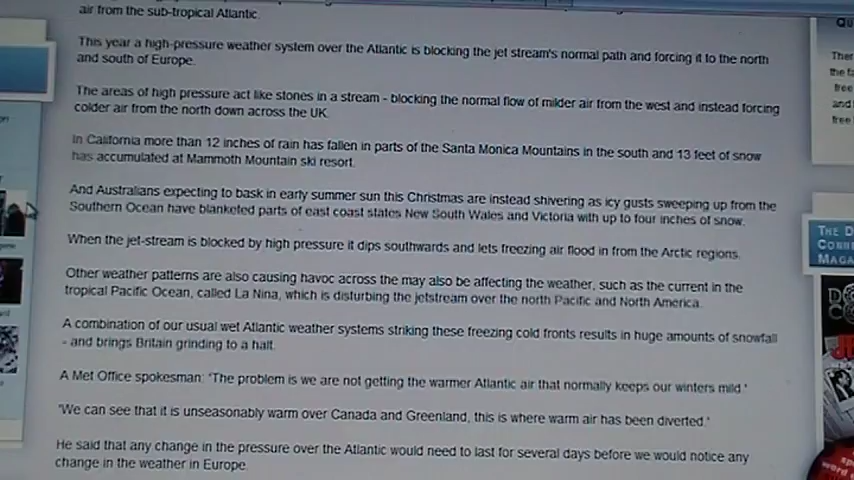 air from the sub-tropical Atlantic.
This year a high-pressure weather system over the Atlantic is blocking the jet stream's normal path and forcing it to the north
and south of Europe.
The areas of high pressure act like stones in a stream - blocking the normal flow of milder air from the west and instead forcing
colder air from the north down across the UK.
In California more than 12 inches of rain has fallen in parts of the Santa Monica Mountains in the south and 13 feet of snow
has accumulated at Mammoth Mountain ski resort.
And Australians expecting to bask in early summer sun this Christmas are instead shivering as icy gusts sweeping up from the
Southern Ocean have blanketed parts of east coast states New South Wales and Victoria with up to four inches of snow.
When the jet-stream is blocked by high pressure it dips southwards and lets freezing air flood in from the Arctic regions.
Other weather patterns are also causing havoc across the may also be affecting the weather, such as the current in the
tropical Pacific Ocean, called La Nina, which is disturbing the jetstream over the north Pacific and North America.
A combination of our usual wet Atlantic weather systems striking these freezing cold fronts results in huge amounts of snowfall
- and brings Britain grinding to a halt.
A Met Office spokesman: "The problem is we are not getting the warmer Atlantic air that normally keeps our winters mild."
"We can see that it is unseasonably warm over Canada and Greenland, this is where warm air has been diverted."
He said that any change in the pressure over the Atlantic would need to last for several days before we would notice any
change in the weather in Europe.
the
free
and
free
THE
MAGA